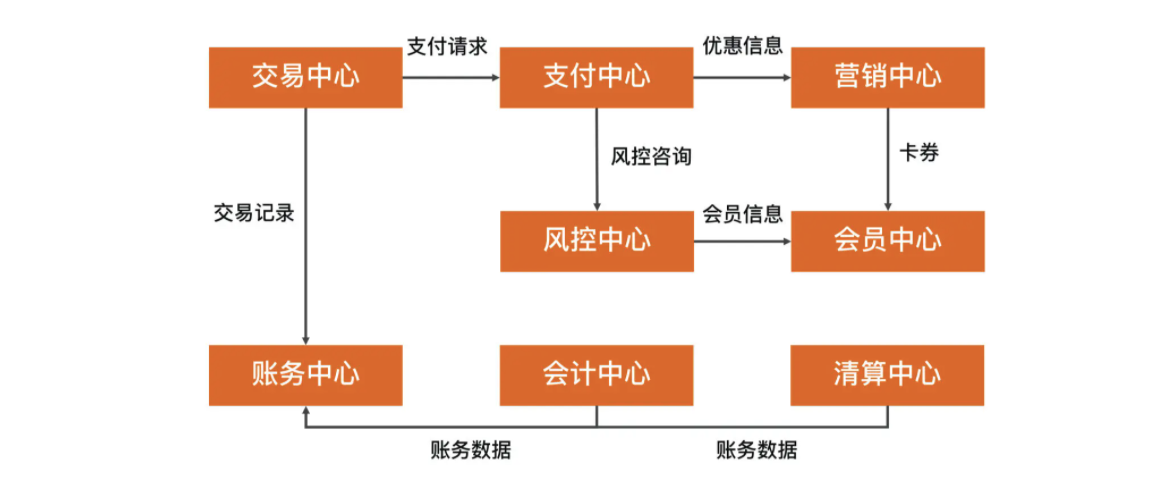 支付请求
优惠信息
交易中心
支付中心
营销中心
风控咨询
卡券
交易记录
会员信息
风控中心
会员中心
账务中心
会计中心
清算中心
账务数据
账务数据